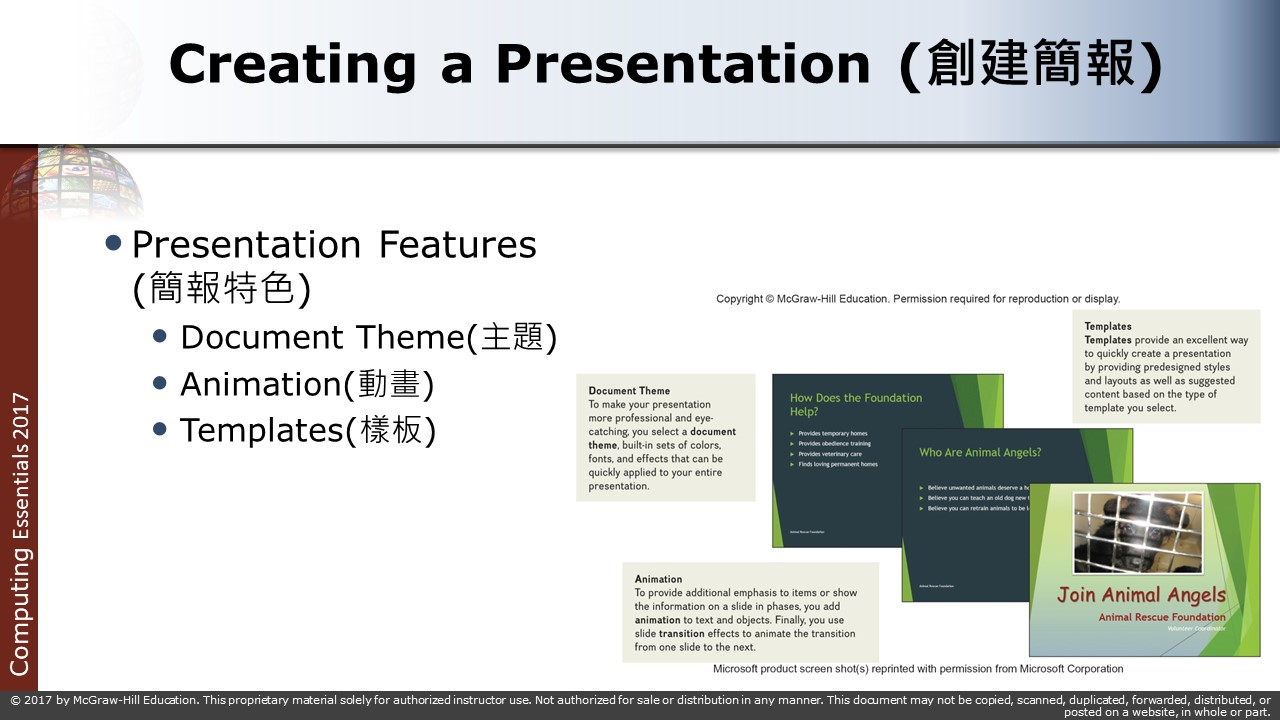 Creating a Presentation (創建簡報)
Presentation Features
(簡報特色)
Document Theme(主題)
Animation(動畫)
Templates(樣板)
Computing Essentials 2017
Copyright © McGraw-Hill Education. Permission required for reproduction or display.
Templates
Templates provide an excellent way
to quickly create a presentation
by providing predesigned styles
and layouts as well as suggested
content based on the type of
template you select.
Document Theme
To make your presentation
more professional and eye-
catching, you select a document
theme, built-in sets of colors,
fonts, and effects that can be
quickly applied to your entire
presentation.
How Does the Foundation
Help?
Provides temporary homes
Provides obedience training
Provides veterinary care
Finds loving permanent homes
Animal Rescue Foundation
Who Are Animal Angels?
Believe unwanted animals deserve a
Believe you can teach an old dog new
Believe you can retrain animals to be
Animal Rescue Foundation
Join Animal Angels
Animal Rescue Foundation
Volunteer Coordinator
Animation
To provide additional emphasis to items or show
the information on a slide in phases, you add
animation to text and objects. Finally, you use
slide transition effects to animate the transition
from one slide to the next.
Microsoft product screen shot(s) reprinted with permission from Microsoft Corporation
© 2017 by McGraw-Hill Education. This proprietary material solely for authorized instructor use. Not authorized for sale or distribution in any manner. This document may not be copied, scanned, duplicated, forwarded, distributed, or
posted on a website, in whole or part.